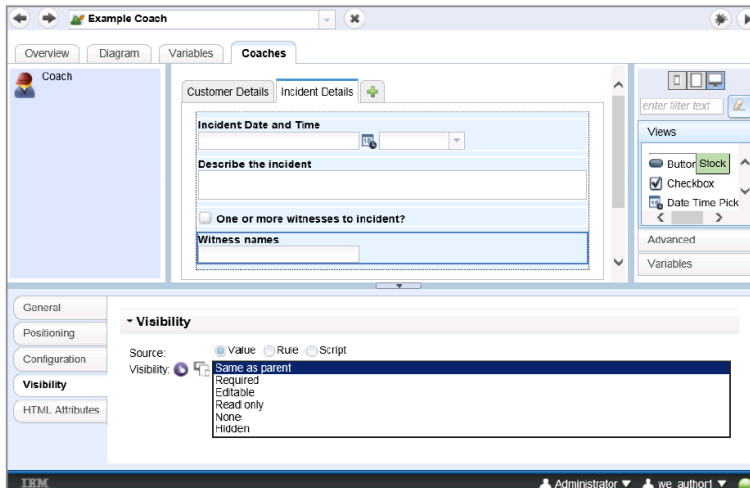 Example Coach
Overview Diagram Variables Coaches
Coach
Customer Details Incident Details
Incident Date and Time
Describe the incident
One or more witnesses to incident?
Witness names
enter filter text
Views
Button Stock
Checkbox
Date Time Pick
Advanced
Variables
General
Positioning
Configuration
Visibility
HTML Attributes
Visibility
Source: Value Rule Script
Visibility: Same as parent
Required
Editable
Read only
None
Hidden
IBM Administrator we_author1